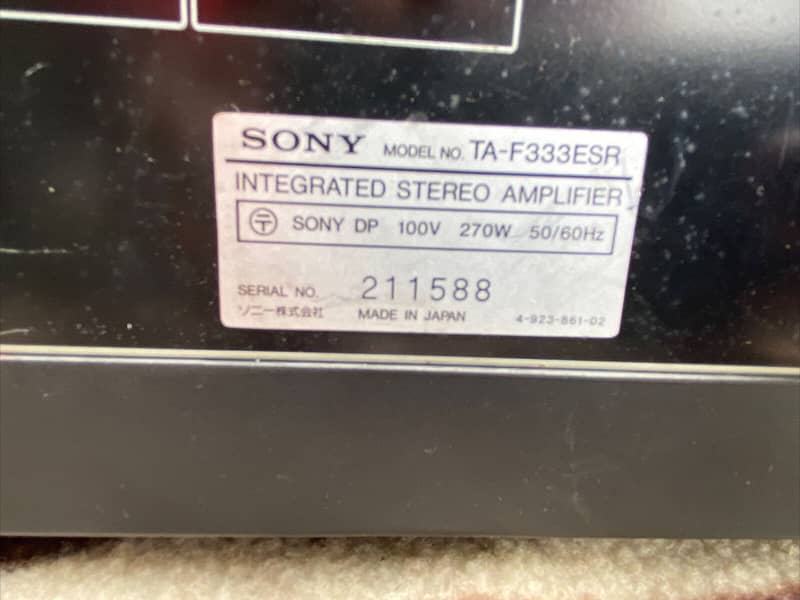 SONY MODEL NO. TA-F333ESR
INTEGRATED STEREO AMPLIFIER
〒 SONY DP 100V 270W 50/60Hz
SERIAL NO. 211588
ソニー株式会社 MADE IN JAPAN 4-923-861-02